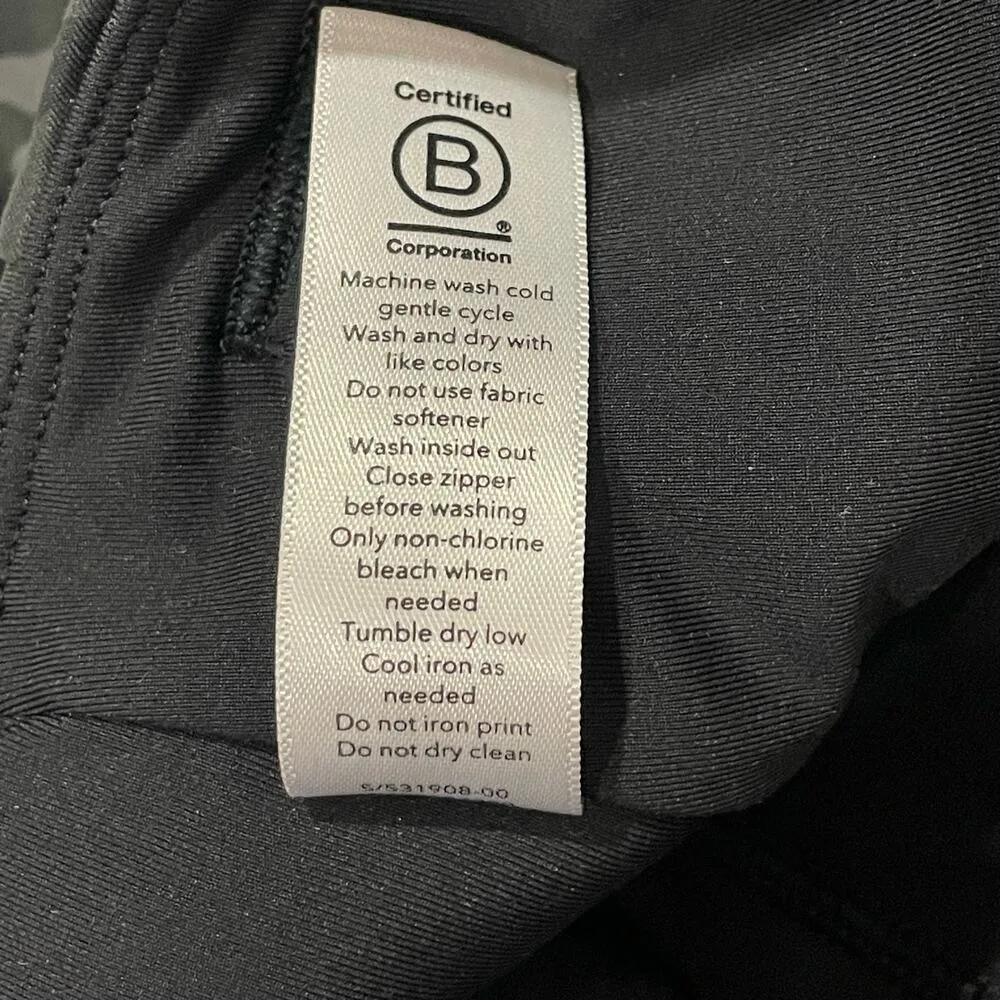 Certified
B
®
Corporation
Machine wash cold
gentle cycle
Wash and dry with
like colors
Do not use fabric
softener
Wash inside out
Close zipper
before washing
Only non-chlorine
bleach when
needed
Tumble dry low
Cool iron as
needed
Do not iron print
Do not dry clean
S/531908-00